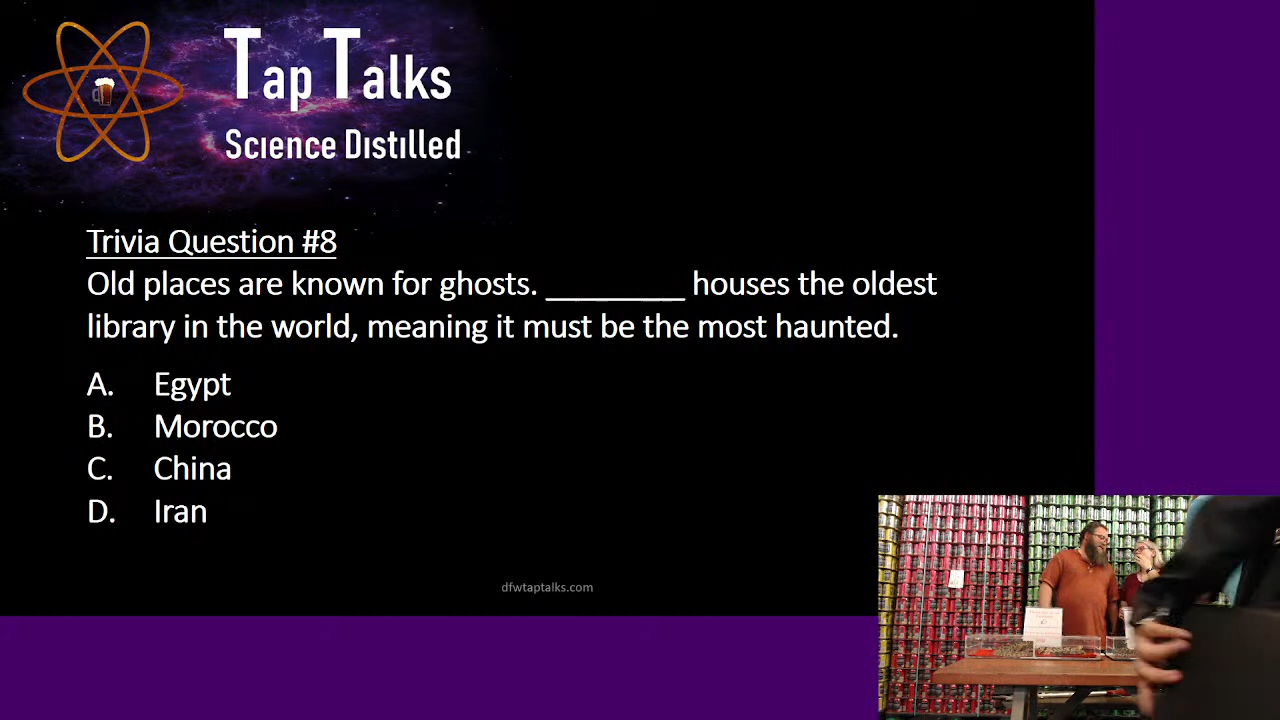 Tap Talks
Science Distilled
Trivia Question #8
Old places are known for ghosts. ________ houses the oldest
library in the world, meaning it must be the most haunted.
A. Egypt
B. Morocco
C. China
D. Iran
dfwtaptalks.com